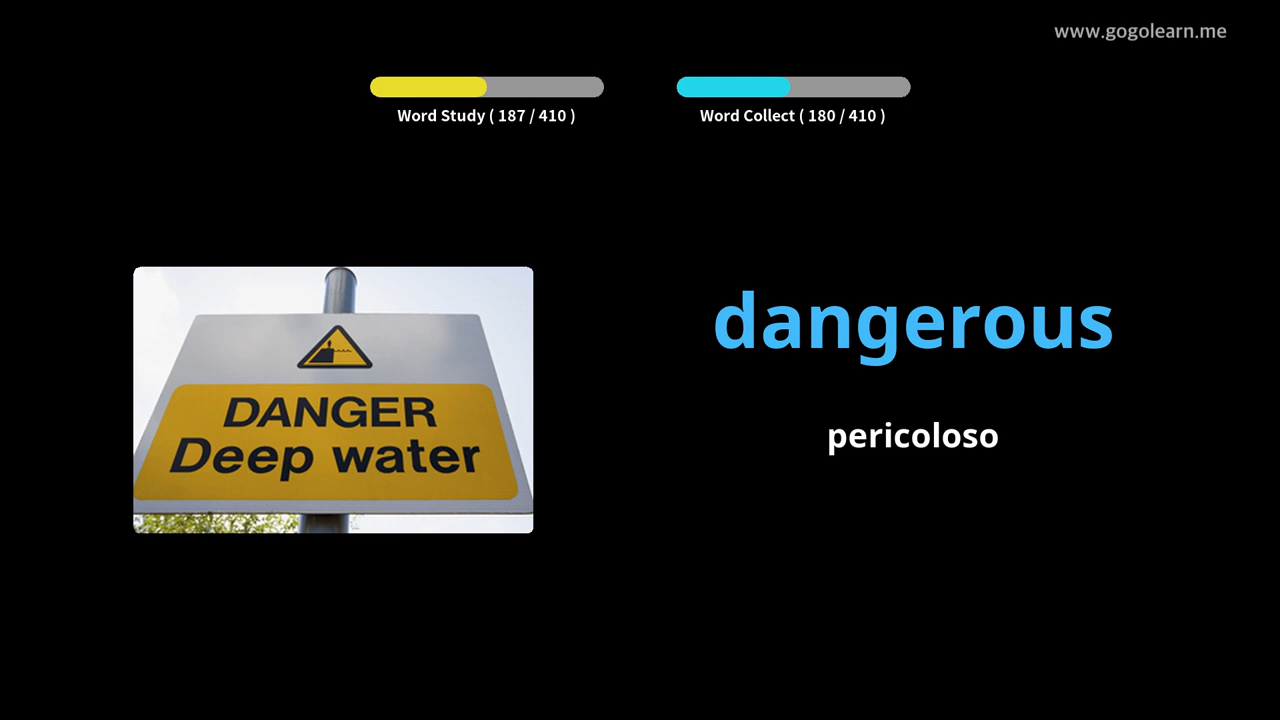 www.gogolearn.me
Word Study ( 187 / 410 )
Word Collect ( 180 / 410 )
DANGER
Deep water
dangerous
pericoloso